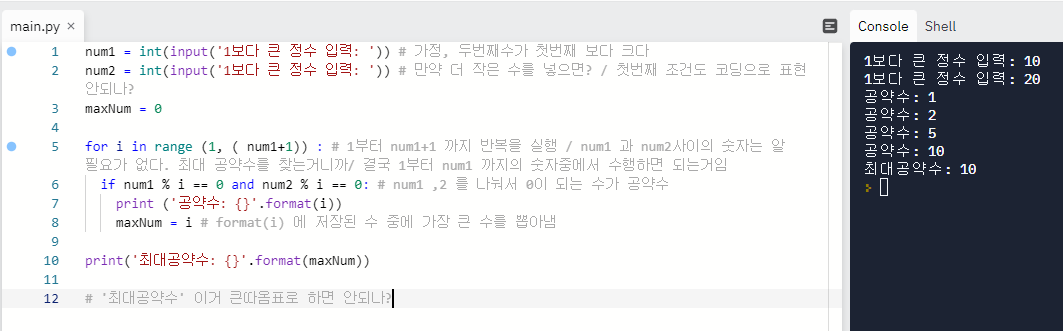 main.py ×
Console Shell
1 num1 = int(input('1보다 큰 정수 입력: ')) # 가정, 두번째수가 첫번째 보다 크다
2 num2 = int(input('1보다 큰 정수 입력: ')) # 만약 더 작은 수를 넣으면? / 첫번째 조건도 코딩으로 표현
안되나?
3 maxNum = 0
4
5 for i in range (1, ( num1+1)) : # 1부터 num1+1 까지 반복을 실행 / num1 과 num2사이의 숫자는 알
필요가 없다. 최대 공약수를 찾는거니까/ 결국 1부터 num1 까지의 숫자중에서 수행하면 되는거임
6 if num1 % i == 0 and num2 % i == 0: # num1 ,2 를 나눠서 0이 되는 수가 공약수
7 print ('공약수: {}'.format(i))
8 maxNum = i # format(i) 에 저장된 수 중에 가장 큰 수를 뽑아냄
9
10 print('최대공약수: {}'.format(maxNum))
11
12 # '최대공약수' 이거 큰따옴표로 하면 안되나?
1보다 큰 정수 입력: 10
1보다 큰 정수 입력: 20
공약수: 1
공약수: 2
공약수: 5
공약수: 10
최대공약수: 10